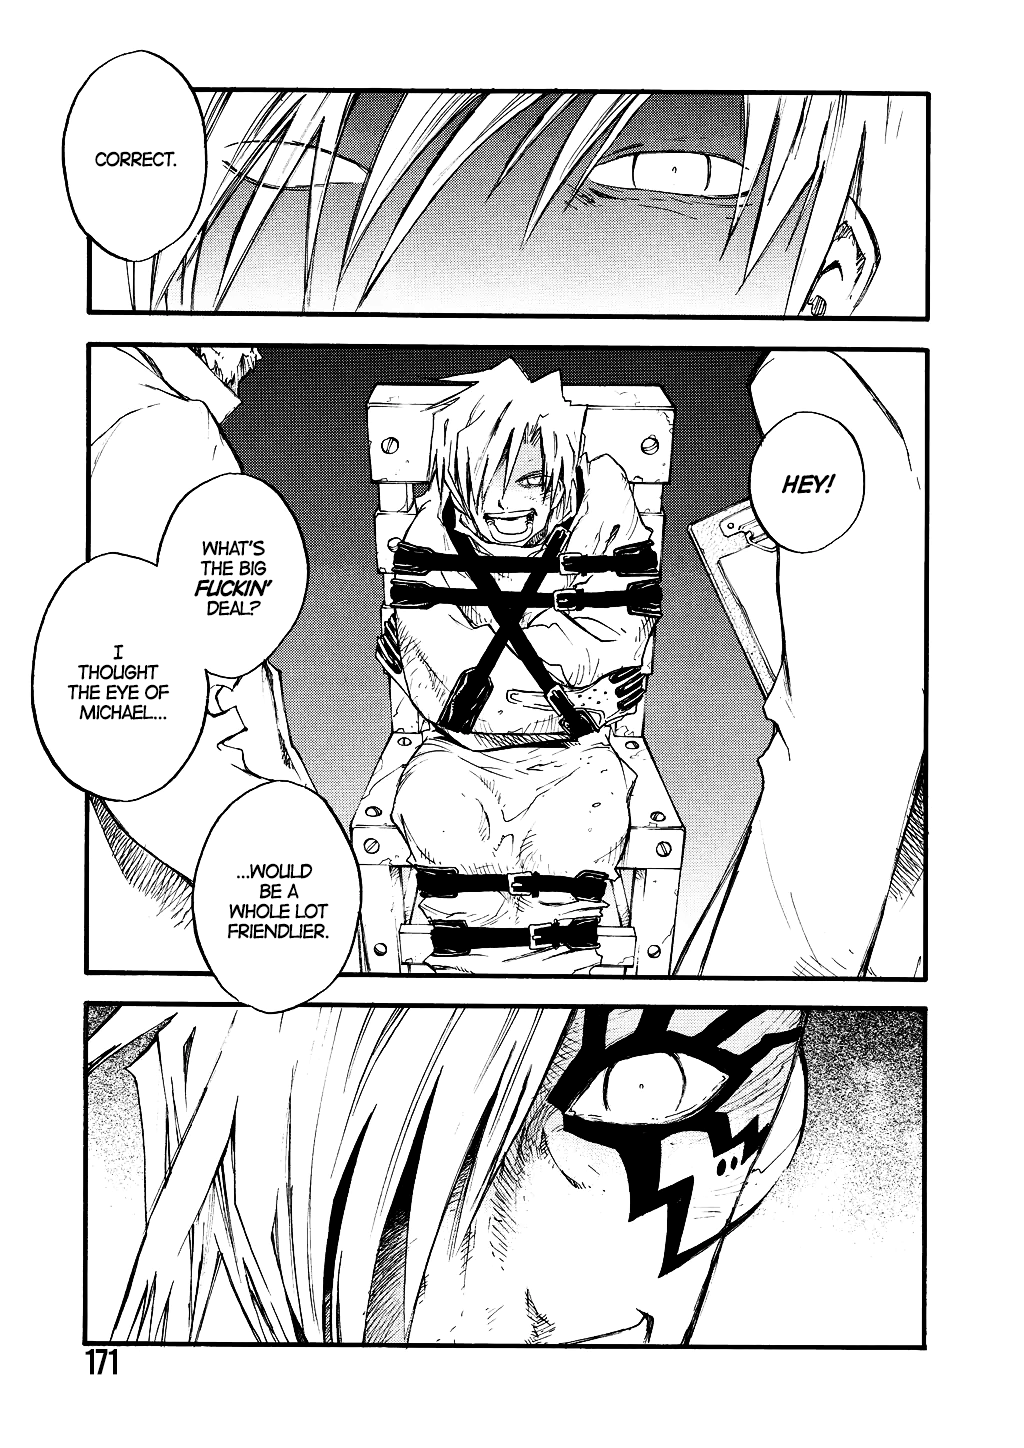 CORRECT.
HEY!
WHAT'S
THE BIG
FUCKIN'
DEAL?
I
THOUGHT
THE EYE OF
MICHAEL...
...WOULD
BE A
WHOLE LOT
FRIENDLIER.
171